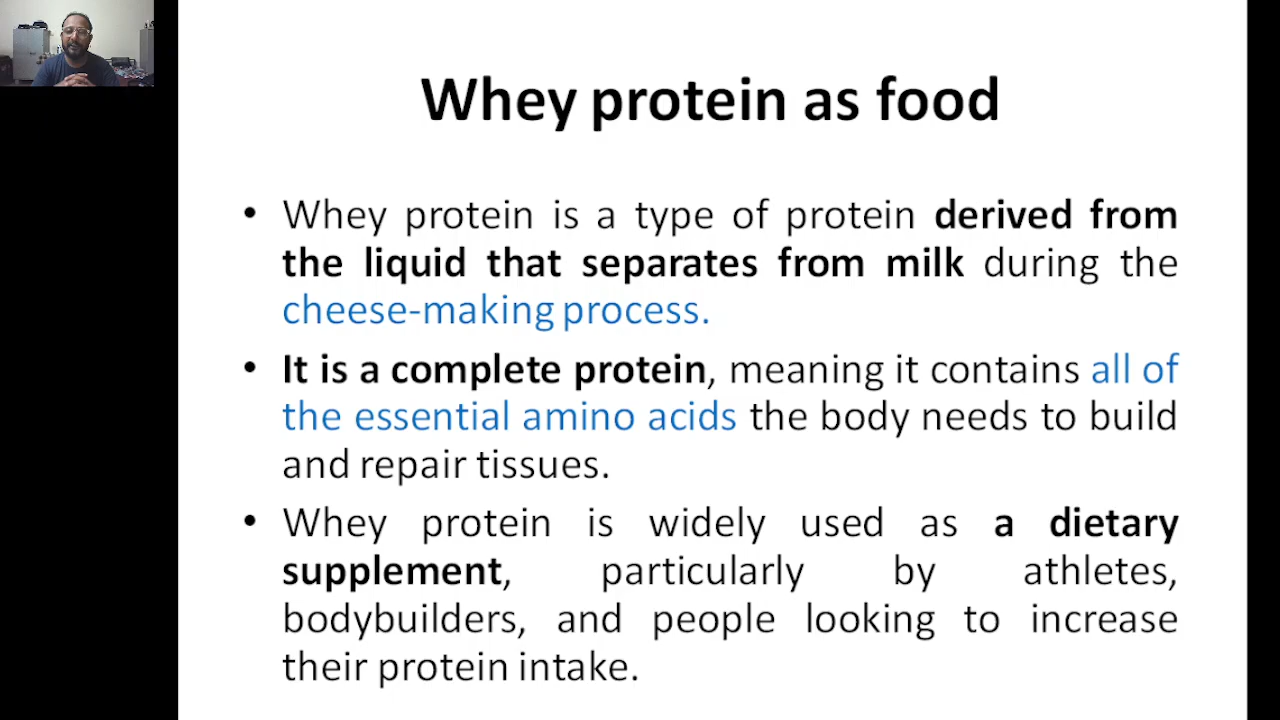 Whey protein as food
• Whey protein is a type of protein derived from
the liquid that separates from milk during the
cheese-making process.
• It is a complete protein, meaning it contains all of
the essential amino acids the body needs to build
and repair tissues.
• Whey protein is widely used as a dietary
supplement, particularly by athletes,
bodybuilders, and people looking to increase
their protein intake.